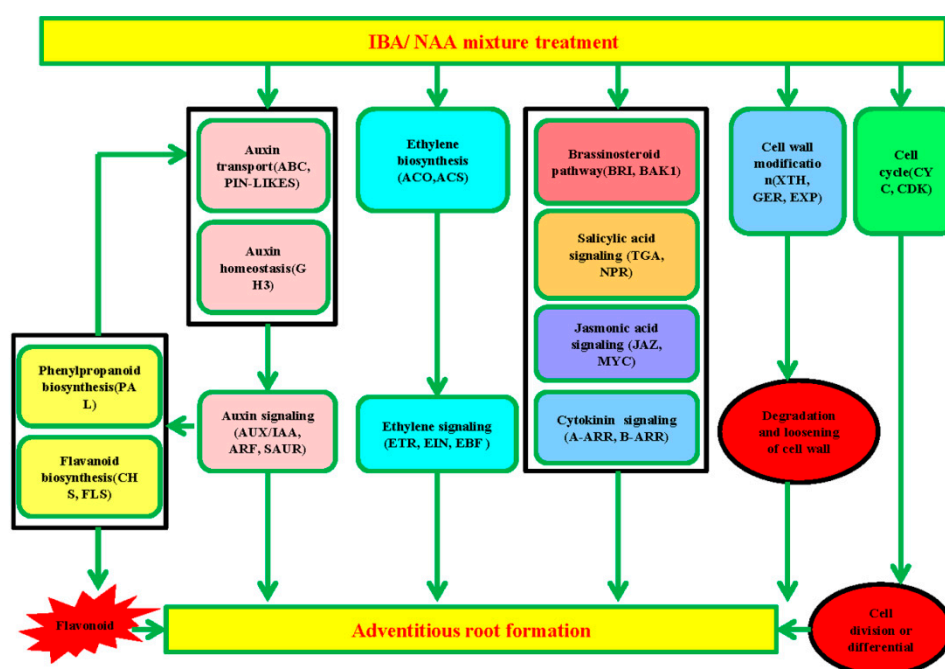 IBA/ NAA mixture treatment
Auxin
transport(ABC,
PIN-LIKES)
Auxin
homeostasis(G
H3)
Ethylene
biosynthesis
(ACO,ACS)
Brassinosteroid
pathway(BRI, BAK1)
Salicylic acid
signaling (TGA,
NPR)
Jasmonic acid
signaling (JAZ,
MYC)
Cytokinin signaling
(A-ARR, B-ARR)
Cell wall
modificatio
n(XTH,
GER, EXP)
Cell
cycle(CY
C, CDK)
Phenylpropanoid
biosynthesis(PA
L)
Flavanoid
biosynthesis(CH
S, FLS)
Auxin signaling
(AUX/IAA,
ARF, SAUR)
Ethylene signaling
(ETR, EIN, EBF )
Degradation
and loosening
of cell wall
Flavonoid
Adventitious root formation
Cell
division or
differential